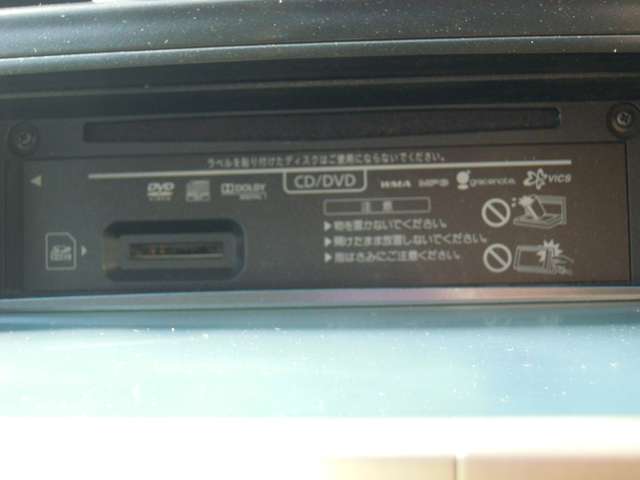 ラベルを貼り付けたディスクはご使用にならないでください。
DVD VIDEO DOLBY DIGITAL CD/DVD WMA MP3 gracenote VICS
注意
物を置かないでください。
開けたまま放置しないでください。
指はさみにご注意ください。
SD